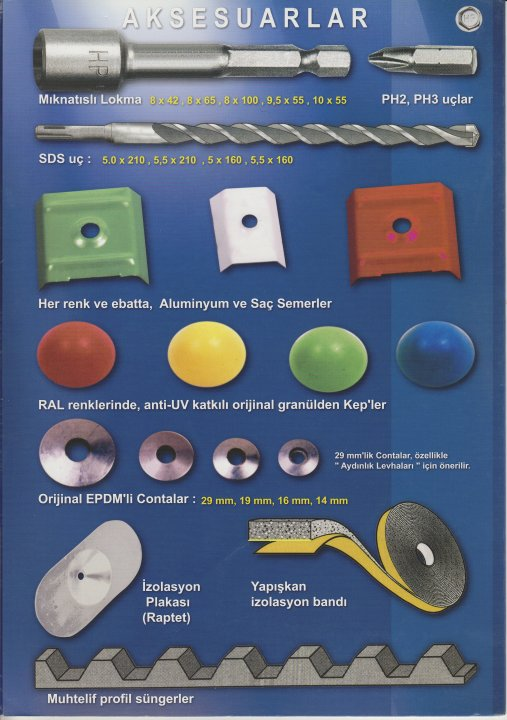 AKSESUARLAR
HP
Mıknatıslı Lokma 8 x 42 , 8 x 65 , 8 x 100 , 9,5 x 55 , 10 x 55
PH2, PH3 uçlar
SDS uç : 5.0 x 210 , 5,5 x 210 , 5 x 160 , 5,5 x 160
Her renk ve ebatta, Aluminyum ve Saç Semerler
RAL renklerinde, anti-UV katkılı orijinal granülden Kep'ler
29 mm'lik Contalar, özellikle
" Aydınlık Levhaları " için önerilir.
Orijinal EPDM'li Contalar : 29 mm, 19 mm, 16 mm, 14 mm
İzolasyon
Plakası
(Raptet)
Yapışkan
izolasyon bandı
Muhtelif profil süngerler